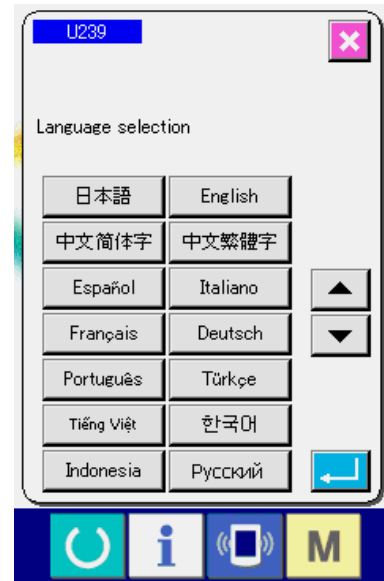 U239
Language selection
日本語 English
中文简体字 中文繁體字
Español Italiano
Français Deutsch
Português Türkçe
Tiếng Việt 한국어
Indonesia Русский
i M